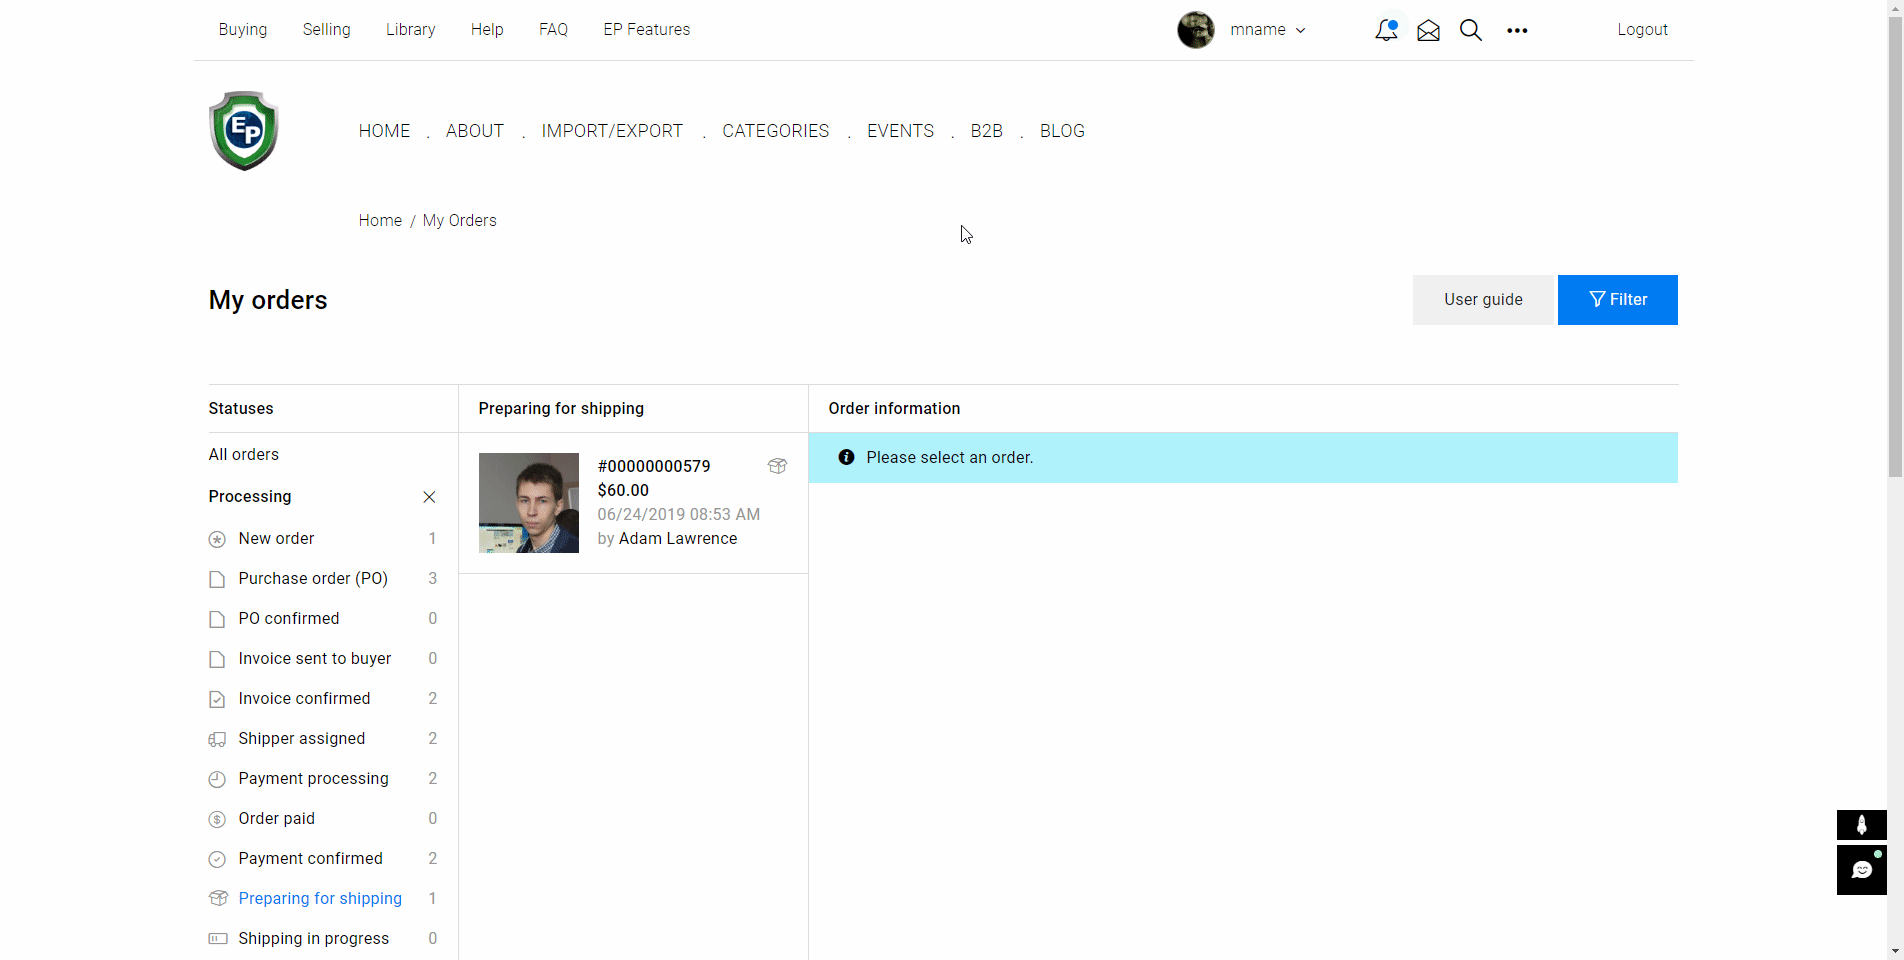 Buying Selling Library Help FAQ EP Features mname Logout
EP
HOME . ABOUT . IMPORT/EXPORT . CATEGORIES . EVENTS . B2B . BLOG
Home / My Orders
My orders
User guide
Filter
Statuses
All orders
Processing
New order 1
Purchase order (PO) 3
PO confirmed 0
Invoice sent to buyer 0
Invoice confirmed 2
Shipper assigned 2
Payment processing 2
Order paid 0
Payment confirmed 2
Preparing for shipping 1
Shipping in progress 0
Preparing for shipping
#00000000579
$60.00
06/24/2019 08:53 AM
by Adam Lawrence
Order information
Please select an order.